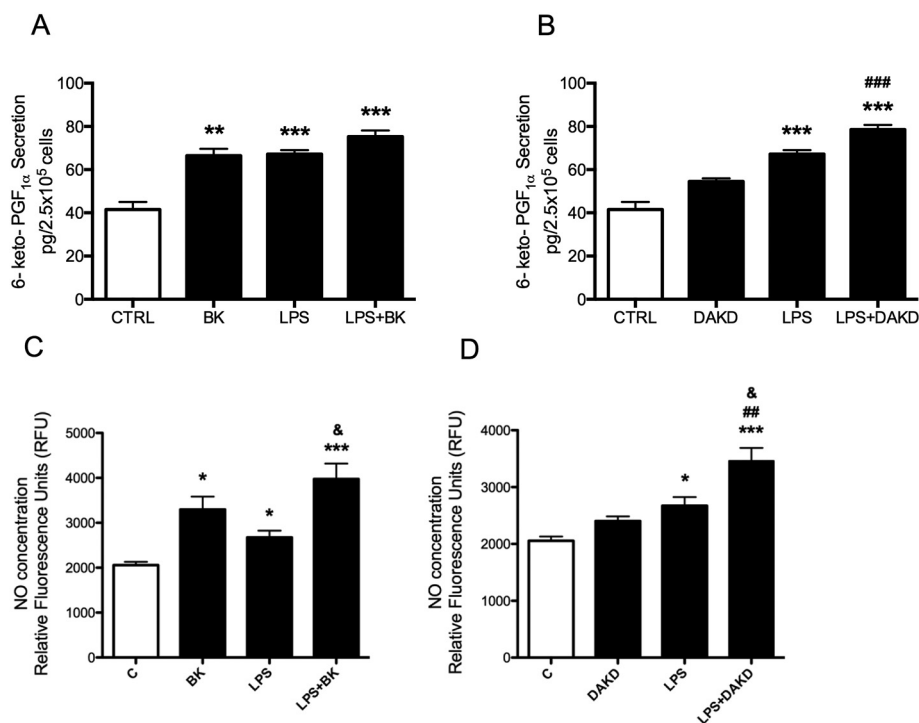 A
6- keto- PGF1α Secretion
pg/2.5x10⁵ cells
100
80
60
40
20
0
**
***
***
CTRL BK LPS LPS+BK
B
6- keto- PGF1α Secretion
pg/2.5x10⁵ cells
100
80
60
40
20
0
***
###
***
CTRL DAKD LPS LPS+DAKD
C
NO concentration
Relative Fluorescence Units (RFU)
5000
4000
3000
2000
1000
0
*
*
&
***
C BK LPS LPS+BK
D
NO concentration
Relative Fluorescence Units (RFU)
4000
3000
2000
1000
0
*
&
##
***
C DAKD LPS LPS+DAKD